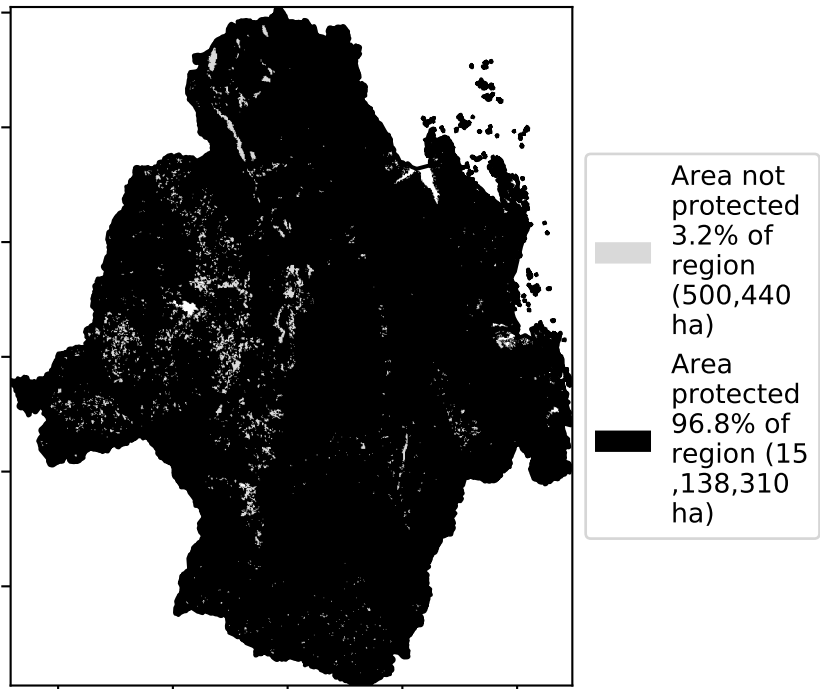 Area not
protected
3.2% of
region
(500,440
ha)
Area
protected
96.8% of
region (15
,138,310
ha)